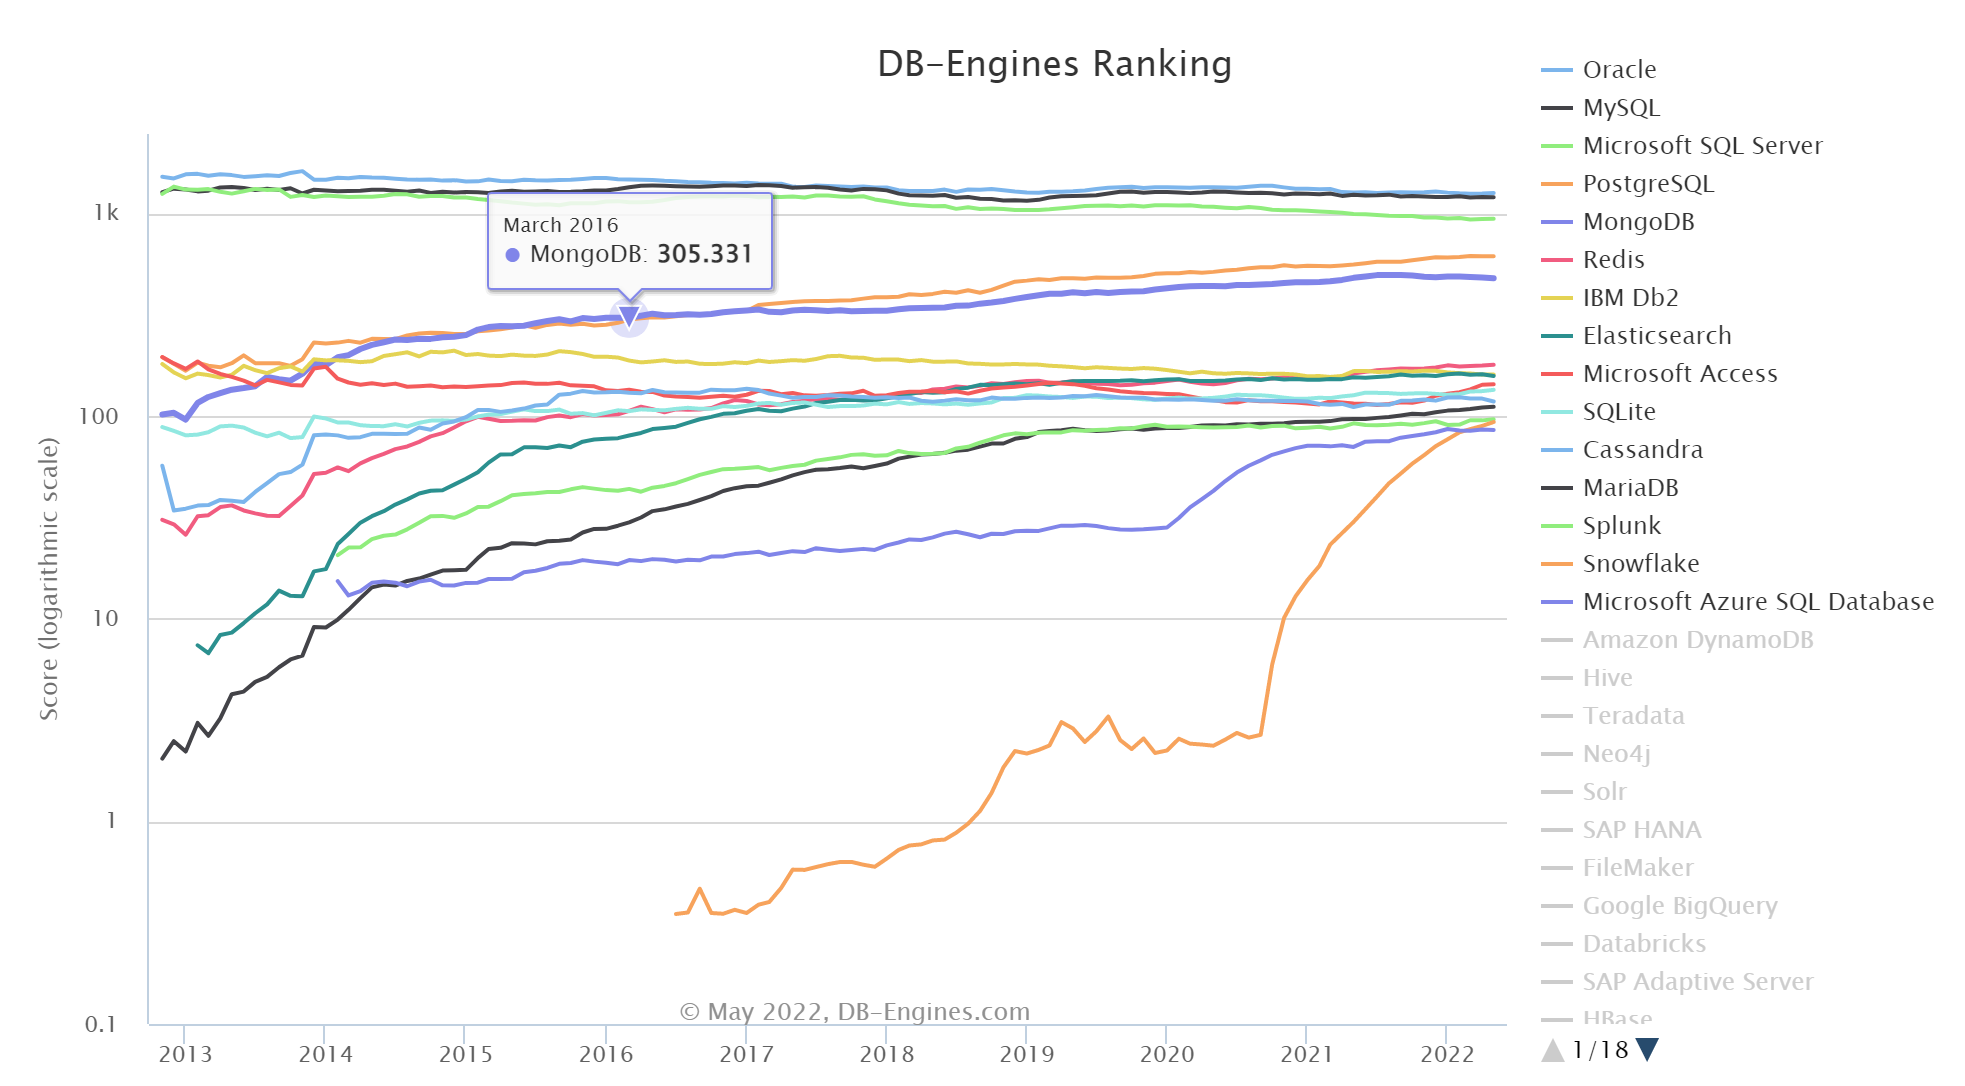 DB-Engines Ranking
Score (logarithmic scale)
1k
100
10
1
0.1
2013
2014
2015
2016
2017
2018
2019
2020
2021
2022
March 2016
MongoDB: 305.331
© May 2022, DB-Engines.com
Oracle
MySQL
Microsoft SQL Server
PostgreSQL
MongoDB
Redis
IBM Db2
Elasticsearch
Microsoft Access
SQLite
Cassandra
MariaDB
Splunk
Snowflake
Microsoft Azure SQL Database
Amazon DynamoDB
Hive
Teradata
Neo4j
Solr
SAP HANA
FileMaker
Google BigQuery
Databricks
SAP Adaptive Server
HBase
1/18